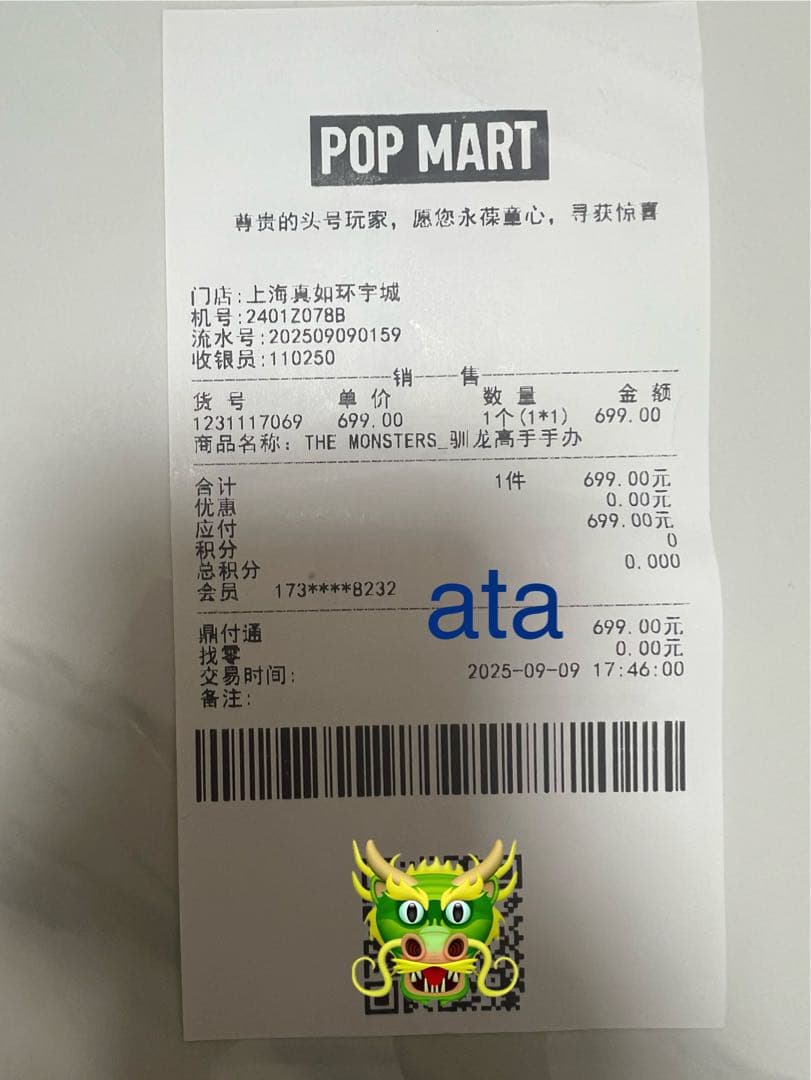 POP MART
尊贵的头号玩家，愿您永葆童心，寻获惊喜
门店:上海真如环宇城
机号:2401Z078B
流水号:202509090159
收银员:110250
销 售
货号 单价 数量 金额
1231117069 699.00 1个(1*1) 699.00
商品名称: THE MONSTERS_驯龙高手手办
合计 1件 699.00元
优惠 0.00元
应付 699.00元
积分 0
总积分 0.000
会员 173****8232
ata
鼎付通 699.00元
找零 0.00元
交易时间: 2025-09-09 17:46:00
备注: